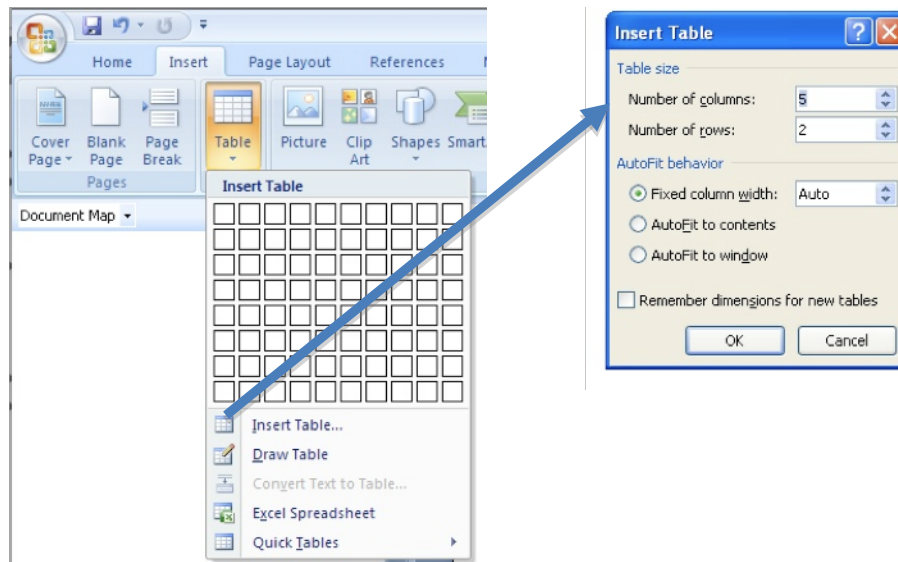 Home Insert Page Layout References
Table Picture Clip Art Shapes Smart
Cover Page Blank Page Page Break
Pages
Document Map
Insert Table
Insert Table...
Draw Table
Convert Text to Table...
Excel Spreadsheet
Quick Tables
Insert Table
Table size
Number of columns: 5
Number of rows: 2
AutoFit behavior
Fixed column width: Auto
AutoFit to contents
AutoFit to window
Remember dimensions for new tables
OK Cancel